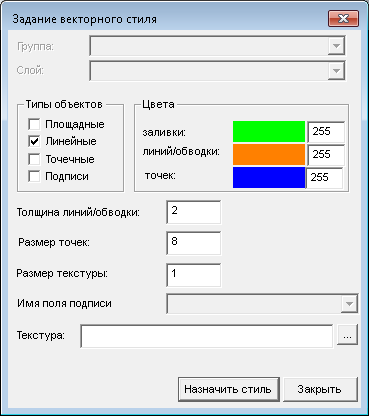 Задание векторного стиля
Группа:
Слой:
Типы объектов
Площадные
Линейные
Точечные
Подписи
Цвета
заливки: 255
линий/обводки: 255
точек: 255
Толщина линий/обводки: 2
Размер точек: 8
Размер текстуры: 1
Имя поля подписи
Текстура: ...
Назначить стиль Закрыть